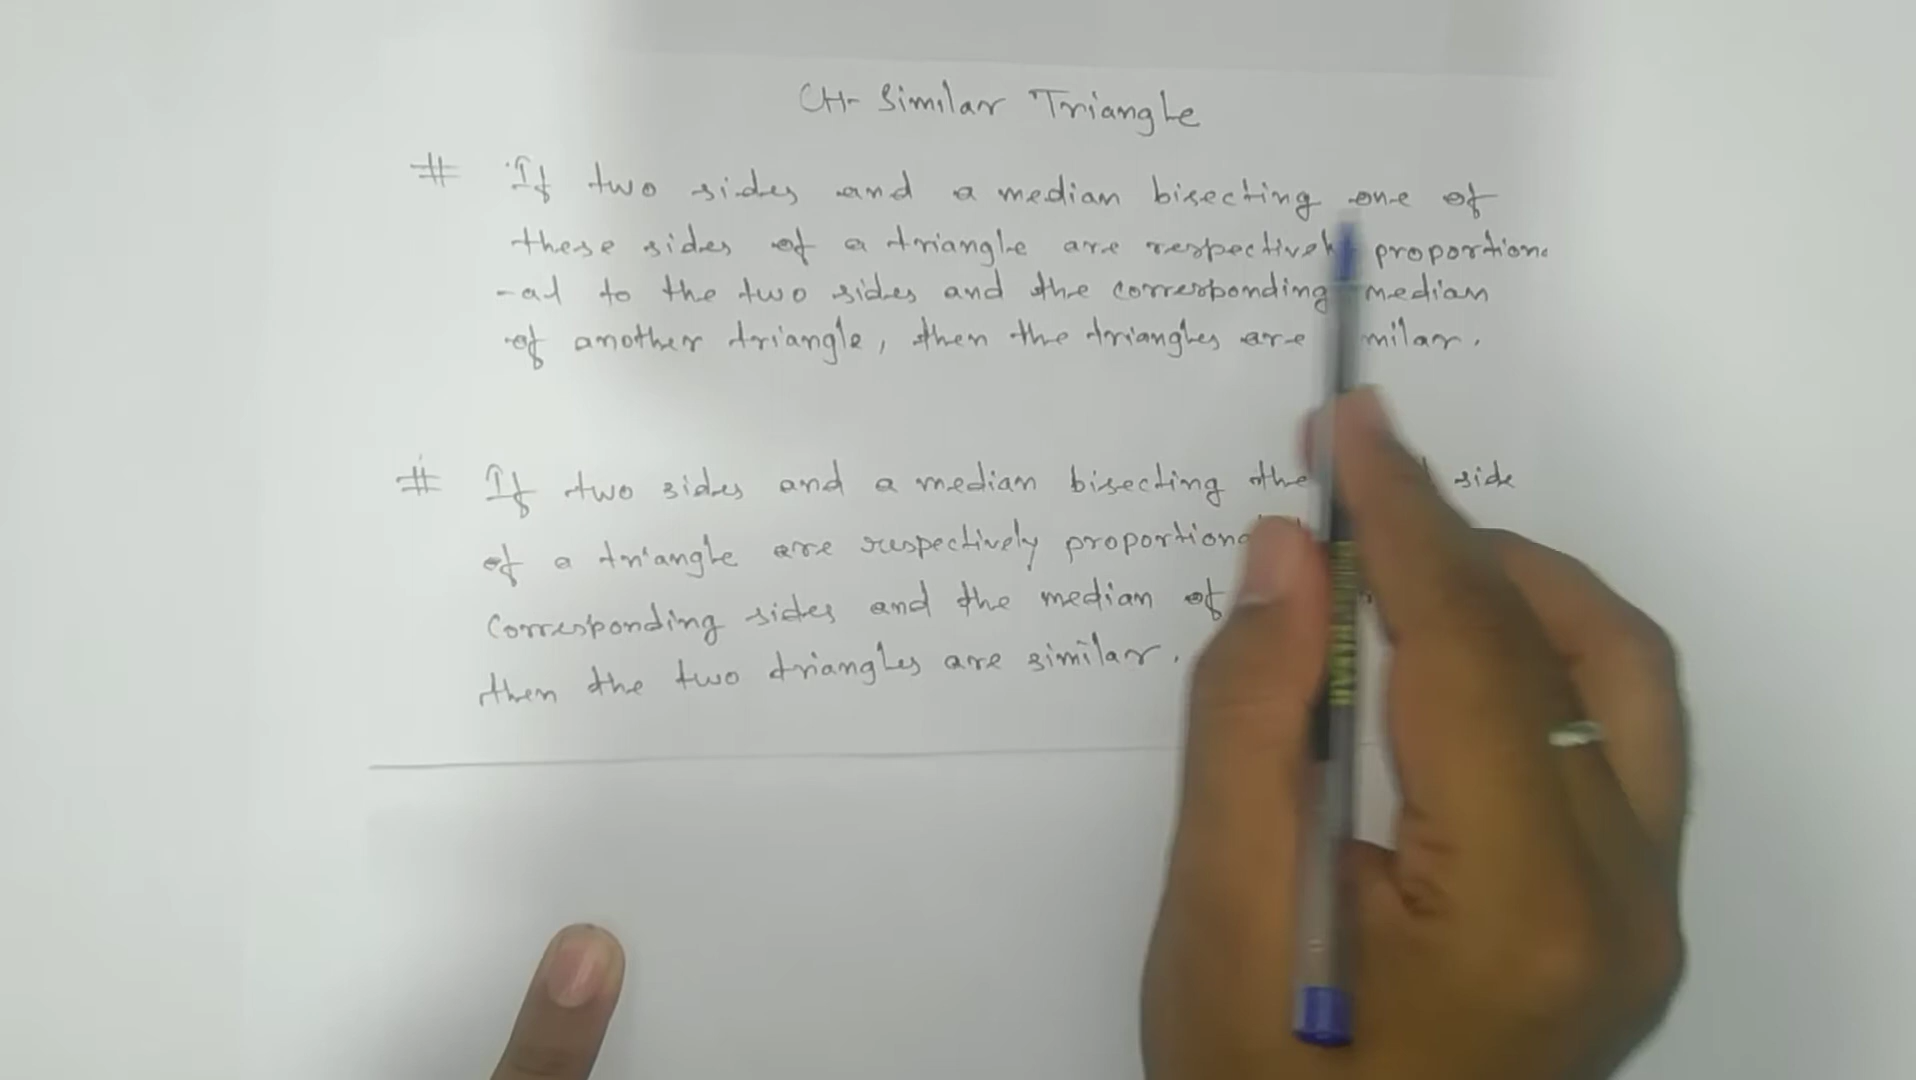 CH- Similar Triangle
# If two sides and a median bisecting one of
these sides of a triangle are respectively proportion
-al to the two sides and the corresponding median
of another triangle, then the triangles are milar.
# If two sides and a median bisecting the side
of a triangle are respectively proportiona
corresponding sides and the median of
then the two triangles are similar.